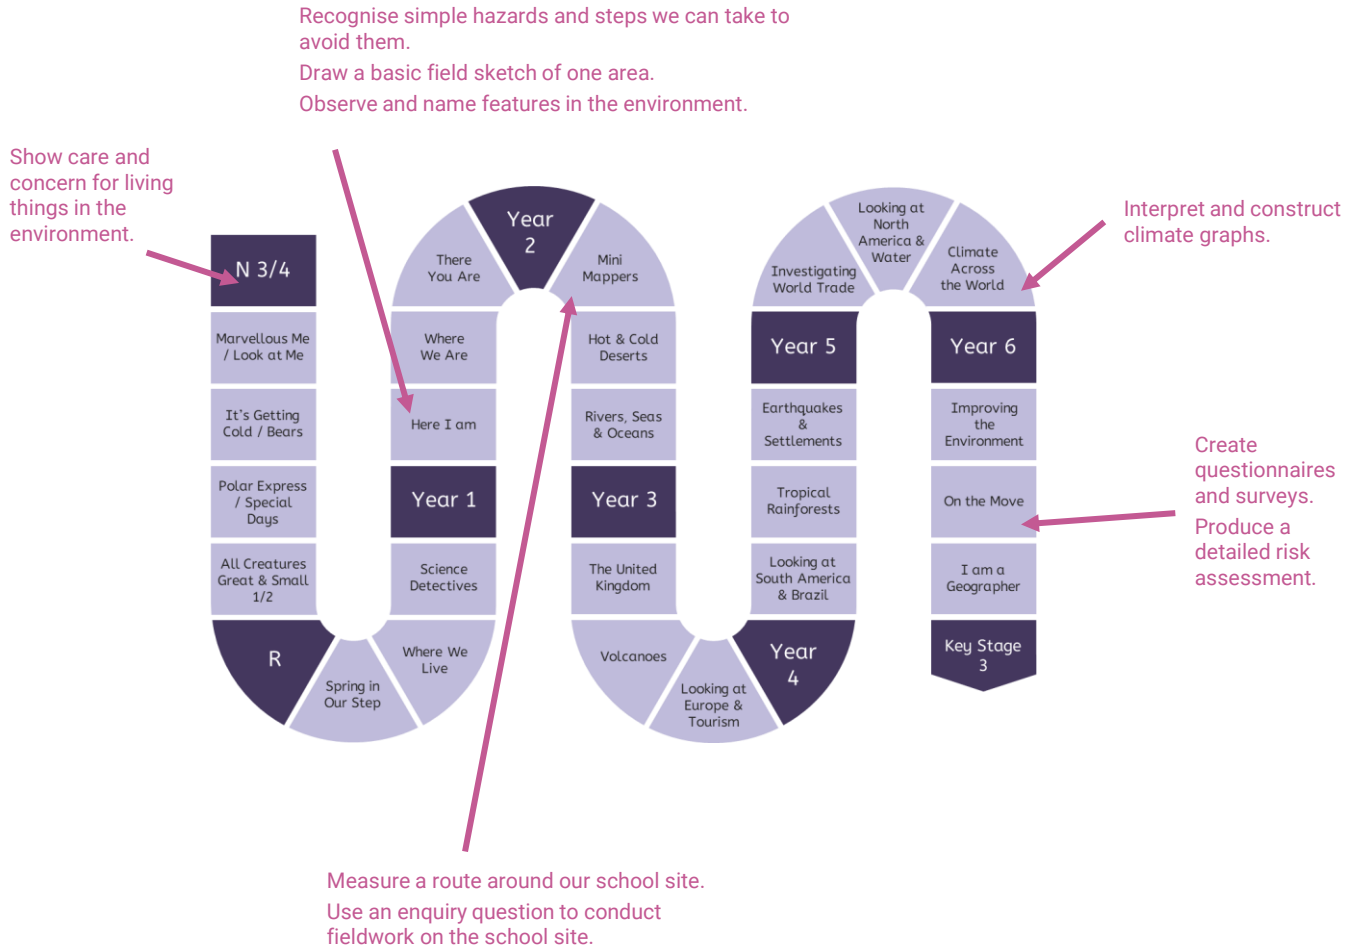 Recognise simple hazards and steps we can take to
avoid them.
Draw a basic field sketch of one area.
Observe and name features in the environment.
Show care and
concern for living
things in the
environment.
N 3/4
Marvellous Me
/ Look at Me
It's Getting
Cold / Bears
Polar Express
/ Special
Days
All Creatures
Great & Small
1/2
R
Spring in
Our Step
Where We
Live
Science
Detectives
Year 1
Here I am
Where
We Are
There
You Are
Year
2
Mini
Mappers
Hot & Cold
Deserts
Rivers, Seas
& Oceans
Year 3
The United
Kingdom
Volcanoes
Looking at
Europe &
Tourism
Year
4
Looking at
South America
& Brazil
Tropical
Rainforests
Earthquakes
&
Settlements
Year 5
Investigating
World Trade
Looking at
North
America &
Water
Climate
Across
the World
Year 6
Improving
the
Environment
On the Move
I am a
Geographer
Key Stage
3
Interpret and construct
climate graphs.
Create
questionnaires
and surveys.
Produce a
detailed risk
assessment.
Measure a route around our school site.
Use an enquiry question to conduct
fieldwork on the school site.